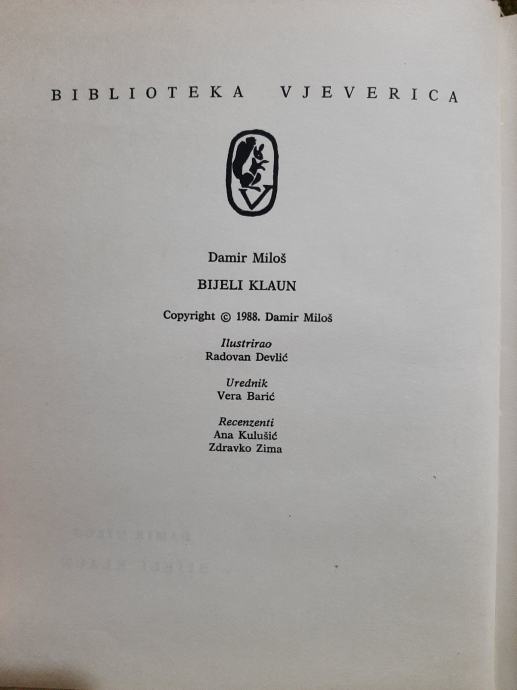 BIBLIOTEKA VJEVERICA
V
Damir Miloš
BIJELI KLAUN
Copyright © 1988. Damir Miloš
Ilustrirao
Radovan Devlić
Urednik
Vera Barić
Recenzenti
Ana Kulušić
Zdravko Zima